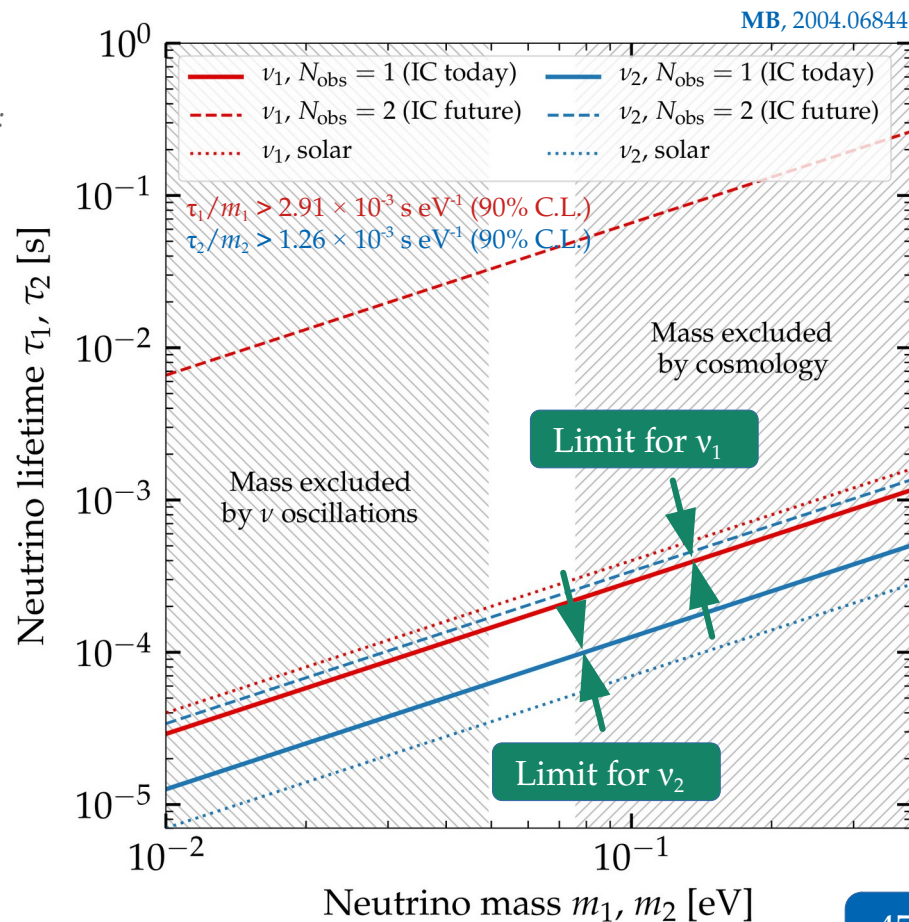 MB, 2004.06844
10⁰
ν₁, N_obs = 1 (IC today)
ν₂, N_obs = 1 (IC today)
ν₁, N_obs = 2 (IC future)
ν₂, N_obs = 2 (IC future)
ν₁, solar
ν₂, solar
10⁻¹
τ₁/m₁ > 2.91 × 10⁻³ s eV⁻¹ (90% C.L.)
τ₂/m₂ > 1.26 × 10⁻³ s eV⁻¹ (90% C.L.)
Neutrino lifetime τ₁, τ₂ [s]
10⁻²
Mass excluded
by cosmology
Limit for ν₁
10⁻³
Mass excluded
by ν oscillations
10⁻⁴
Limit for ν₂
10⁻⁵
10⁻²
10⁻¹
Neutrino mass m₁, m₂ [eV]